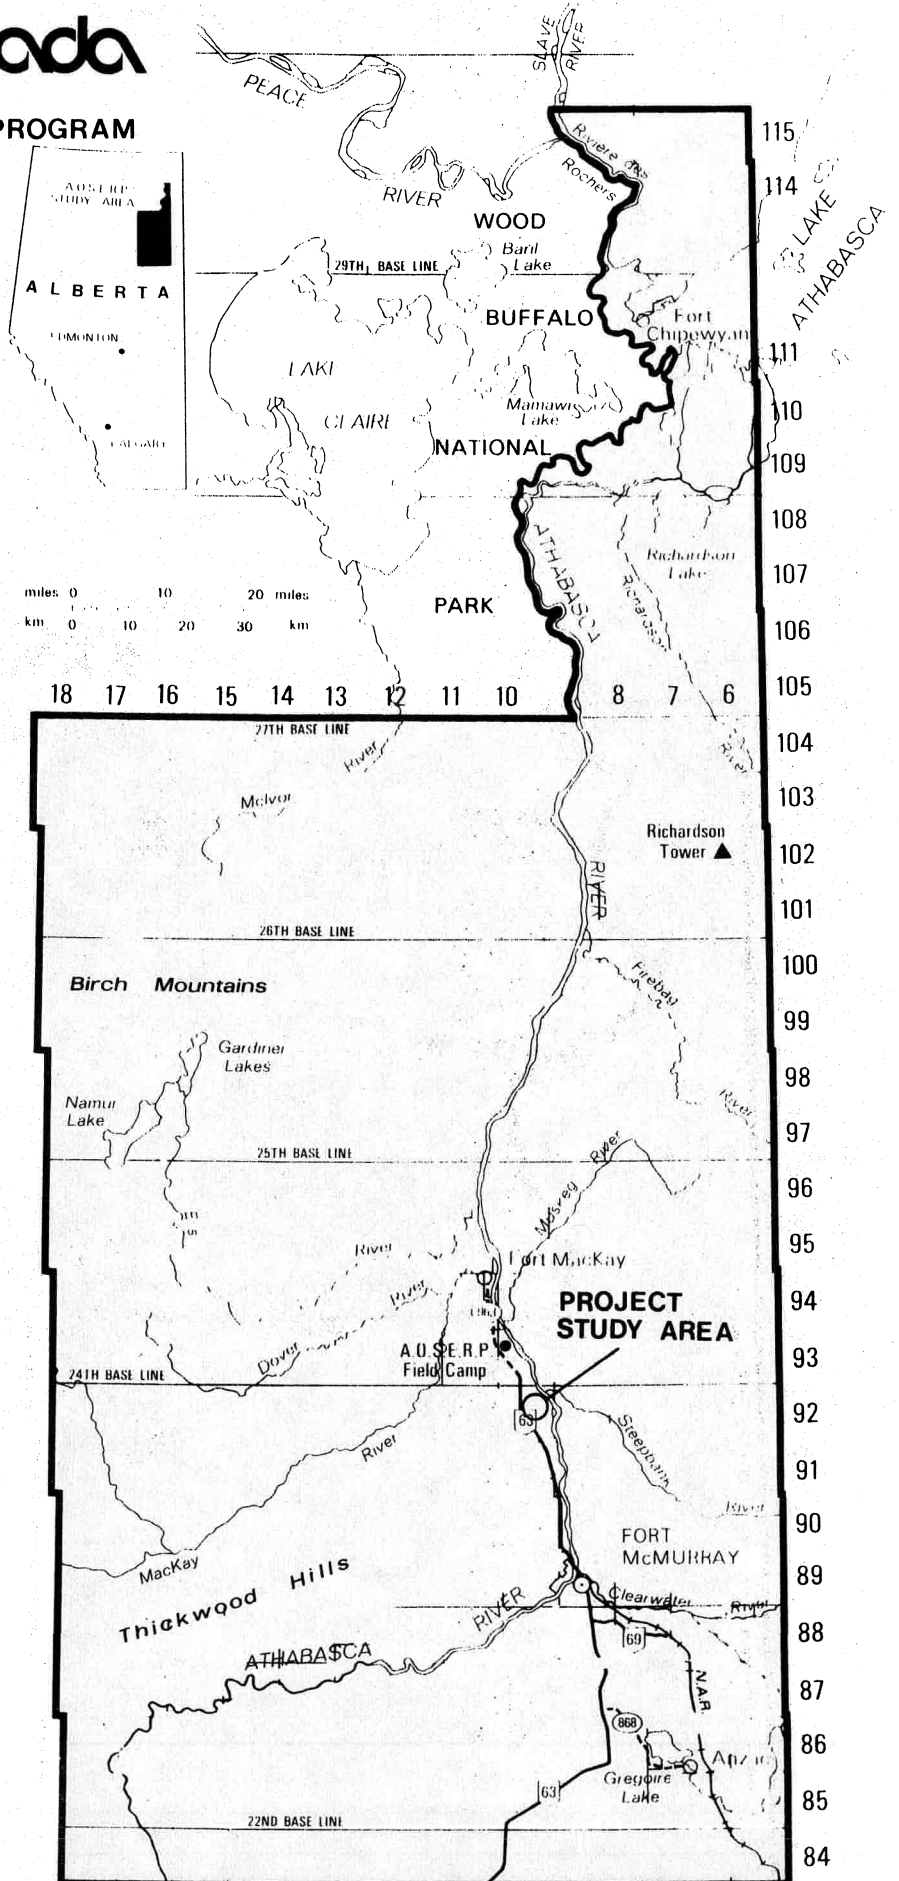 ada
PROGRAM
SLAVE RIVER
PEACE
RIVER
Riviere des
Rochers
115
114
A.O.S.E.R.P.
STUDY AREA
ALBERTA
EDMONTON
CALGARY
WOOD
Baril
Lake
29TH BASE LINE
LAKE
ATHABASCA
BUFFALO
Fort
Chipewyan
111
LAKE
CLAIRE
Mamawi
Lake
110
NATIONAL
109
108
ATHABASCA
Richardson
Lake
107
Richardson
miles 0 10 20 miles
km 0 10 20 30 km
PARK
106
105
18 17 16 15 14 13 12 11 10 8 7 6
27TH BASE LINE
104
River
River
McIvor
103
Richardson
Tower
102
RIVER
101
26TH BASE LINE
100
Birch Mountains
Firebag
99
Gardiner
Lakes
98
Namur
Lake
River
97
25TH BASE LINE
River
96
Muskeg
95
River
Fort MacKay
River
94
PROJECT
STUDY AREA
A.O.S.E.R.P.
Field Camp
Dover
93
24TH BASE LINE
92
63
Steepbank
River
91
River
90
FORT
McMURRAY
MacKay
89
Thickwood Hills
RIVER
Clearwater
River
88
69
ATHABASCA
N.A.R.
87
868
86
Anzac
Gregoire
Lake
63
85
22ND BASE LINE
84